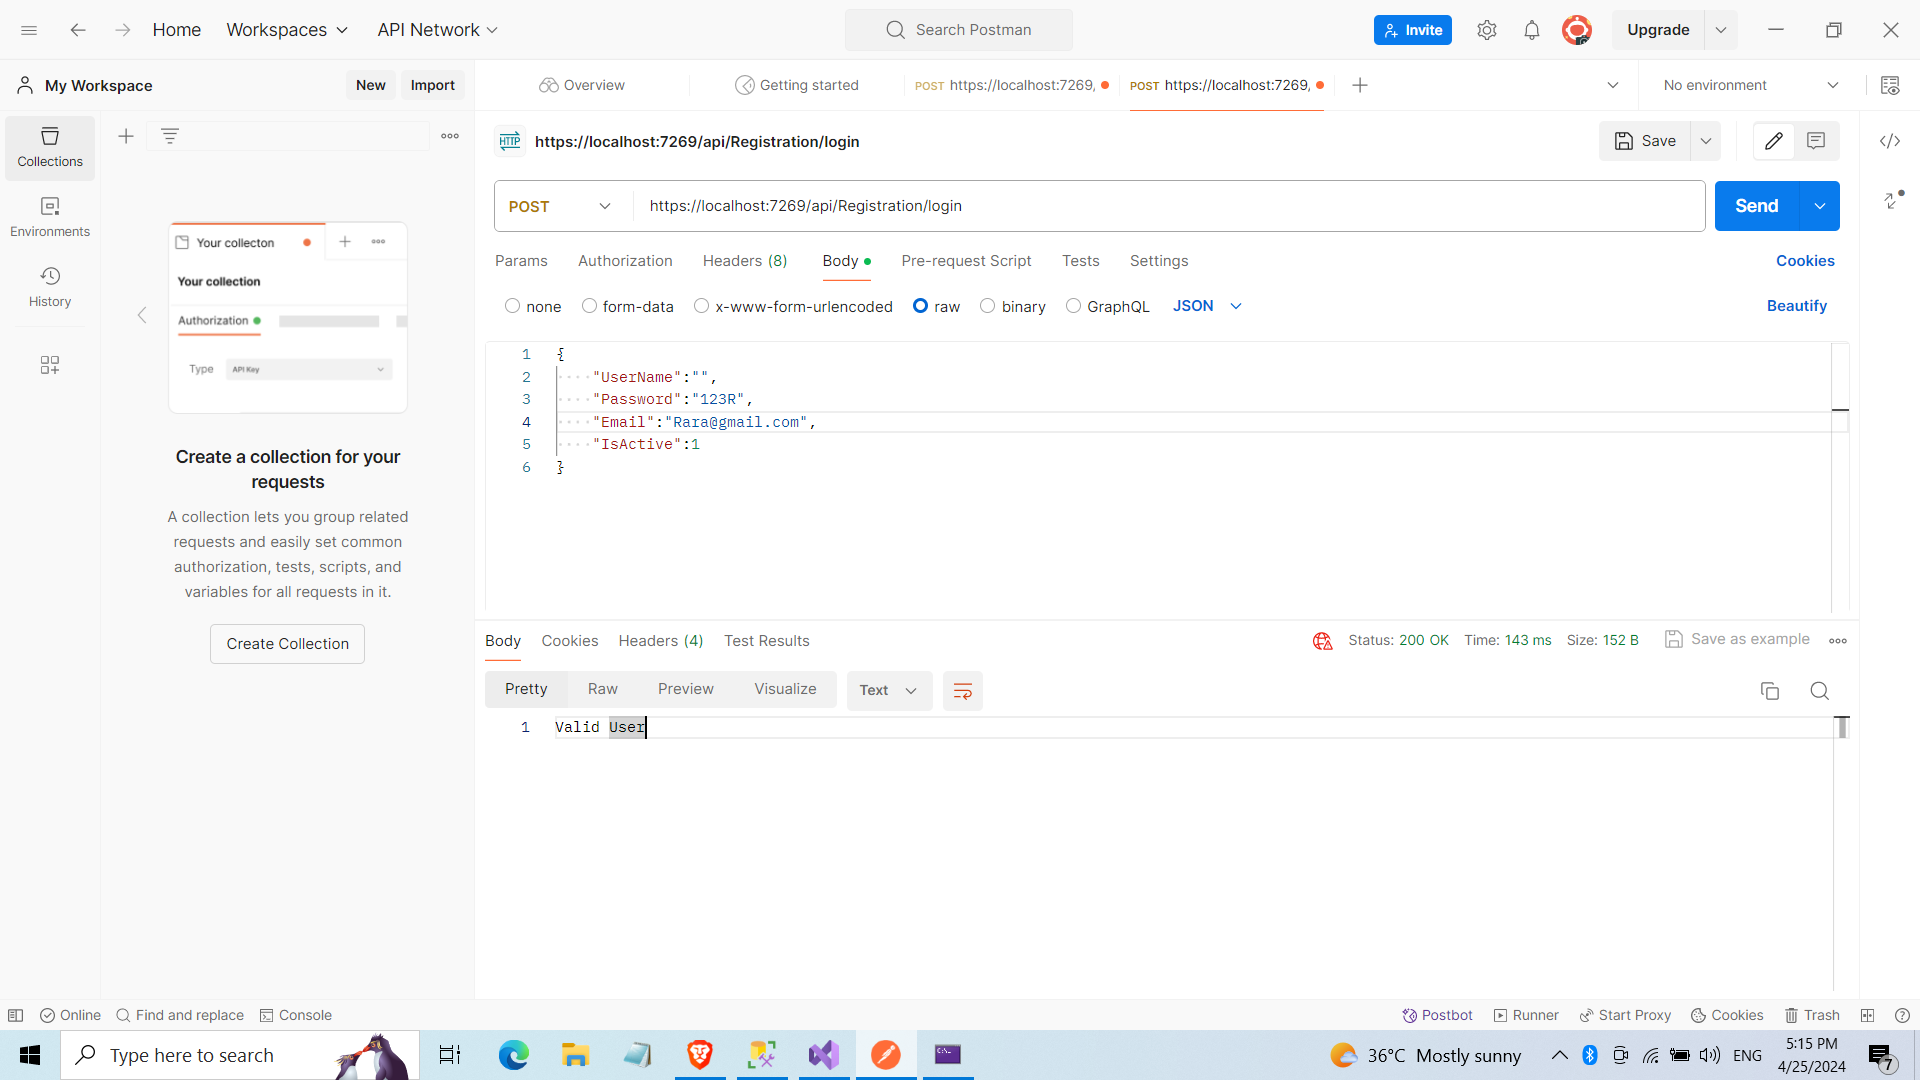 Home
Workspaces
API Network
Search Postman
Invite
Upgrade
My Workspace
New
Import
Overview
Getting started
POST https://localhost:7269,
POST https://localhost:7269,
No environment
Collections
Environments
History
HTTP
https://localhost:7269/api/Registration/login
Save
POST
https://localhost:7269/api/Registration/login
Send
Params
Authorization
Headers (8)
Body
Pre-request Script
Tests
Settings
Cookies
none
form-data
x-www-form-urlencoded
raw
binary
GraphQL
JSON
Beautify
1 {
2 "UserName":"",
3 "Password":"123R",
4 "Email":"Rara@gmail.com",
5 "IsActive":1
6 }
Your collecton
Your collection
Authorization
Type
API Key
Create a collection for your
requests
A collection lets you group related
requests and easily set common
authorization, tests, scripts, and
variables for all requests in it.
Create Collection
Body
Cookies
Headers (4)
Test Results
Status: 200 OK
Time: 143 ms
Size: 152 B
Save as example
Pretty
Raw
Preview
Visualize
Text
1 Valid User
Online
Find and replace
Console
Postbot
Runner
Start Proxy
Cookies
Trash
Type here to search
36°C Mostly sunny
ENG
5:15 PM
4/25/2024
7